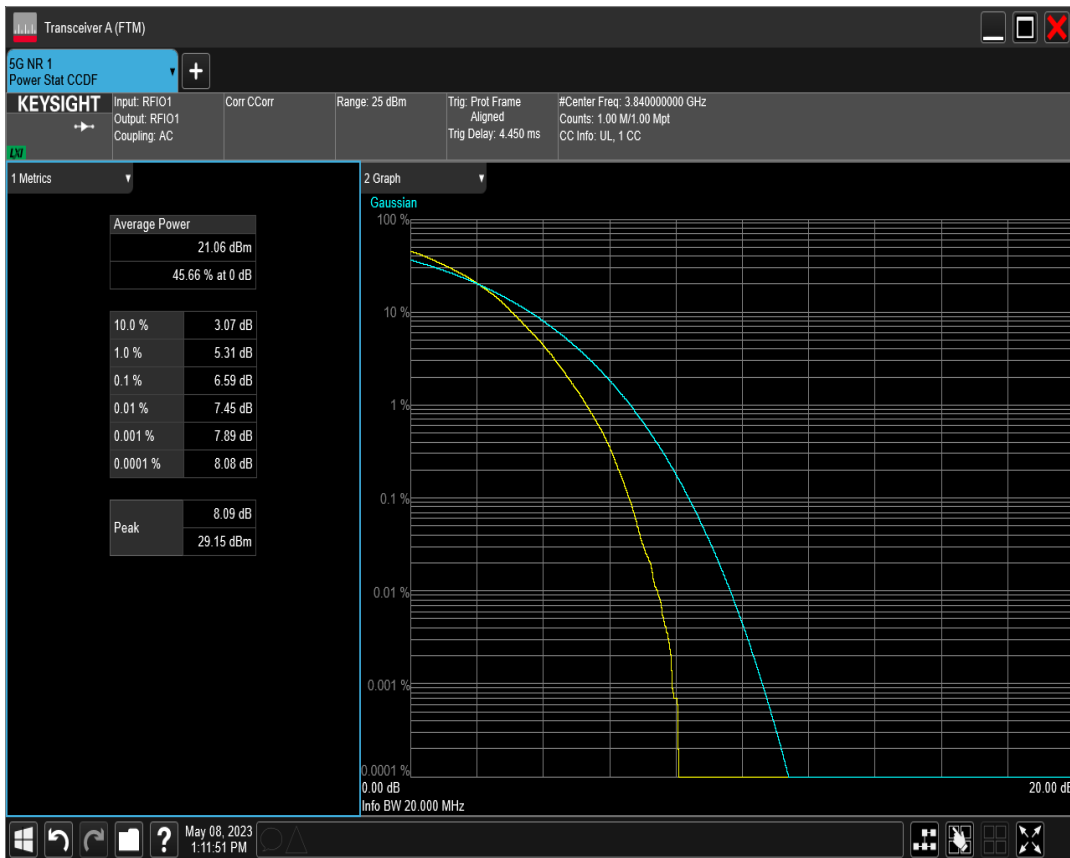 Transceiver A (FTM)
5G NR 1
Power Stat CCDF
+
KEYSIGHT
LXI
Input: RFIO1
Output: RFIO1
Coupling: AC
Corr CCorr
Range: 25 dBm
Trig: Prot Frame
Aligned
Trig Delay: 4.450 ms
#Center Freq: 3.840000000 GHz
Counts: 1.00 M/1.00 Mpt
CC Info: UL, 1 CC
1 Metrics
Average Power
21.06 dBm
45.66 % at 0 dB
10.0 % 3.07 dB
1.0 % 5.31 dB
0.1 % 6.59 dB
0.01 % 7.45 dB
0.001 % 7.89 dB
0.0001 % 8.08 dB
Peak
8.09 dB
29.15 dBm
2 Graph
Gaussian
100 %
10 %
1 %
0.1 %
0.01 %
0.001 %
0.0001 %
0.00 dB 20.00 dB
Info BW 20.000 MHz
?
May 08, 2023
1:11:51 PM